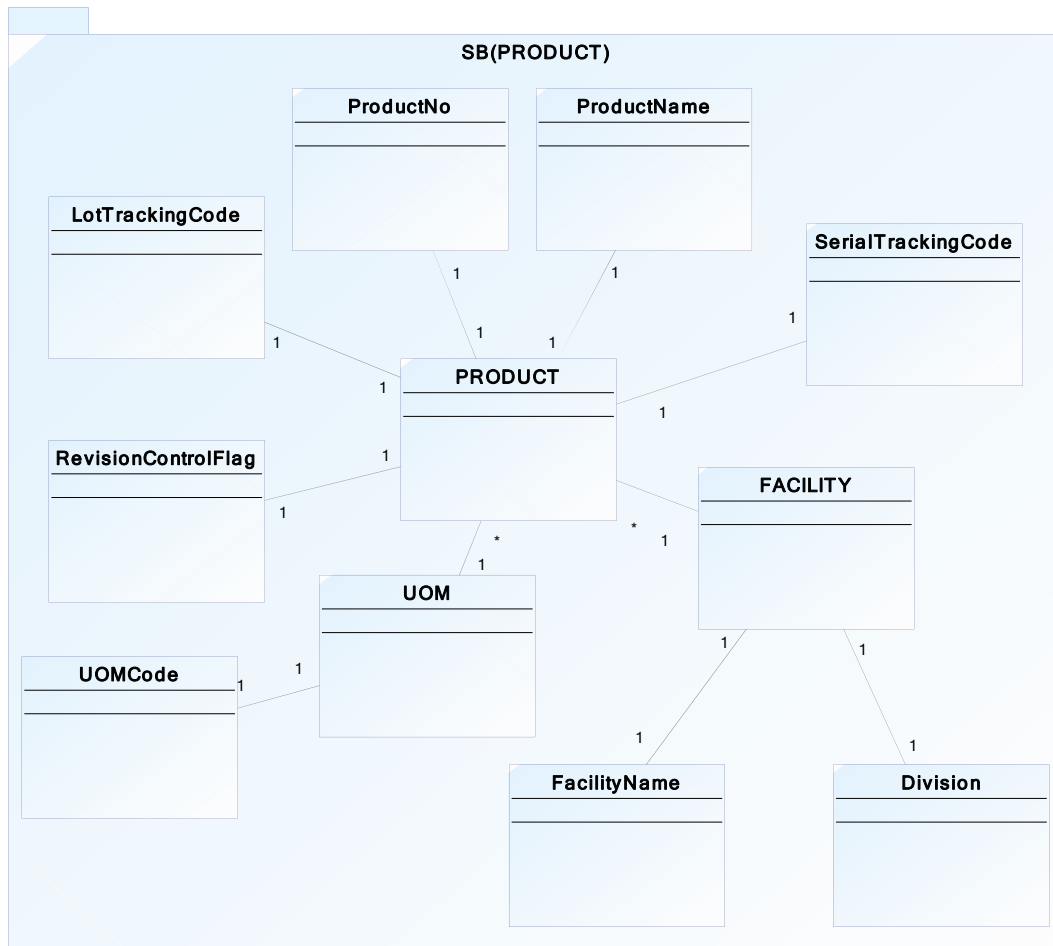 SB(PRODUCT)
ProductNo
ProductName
LotTrackingCode
SerialTrackingCode
1
1
1
1
1
1
1
1
PRODUCT
1
RevisionControlFlag
1
FACILITY
*
1
*
1
UOM
1
1
1
UOMCode
1
1
1
FacilityName
Division